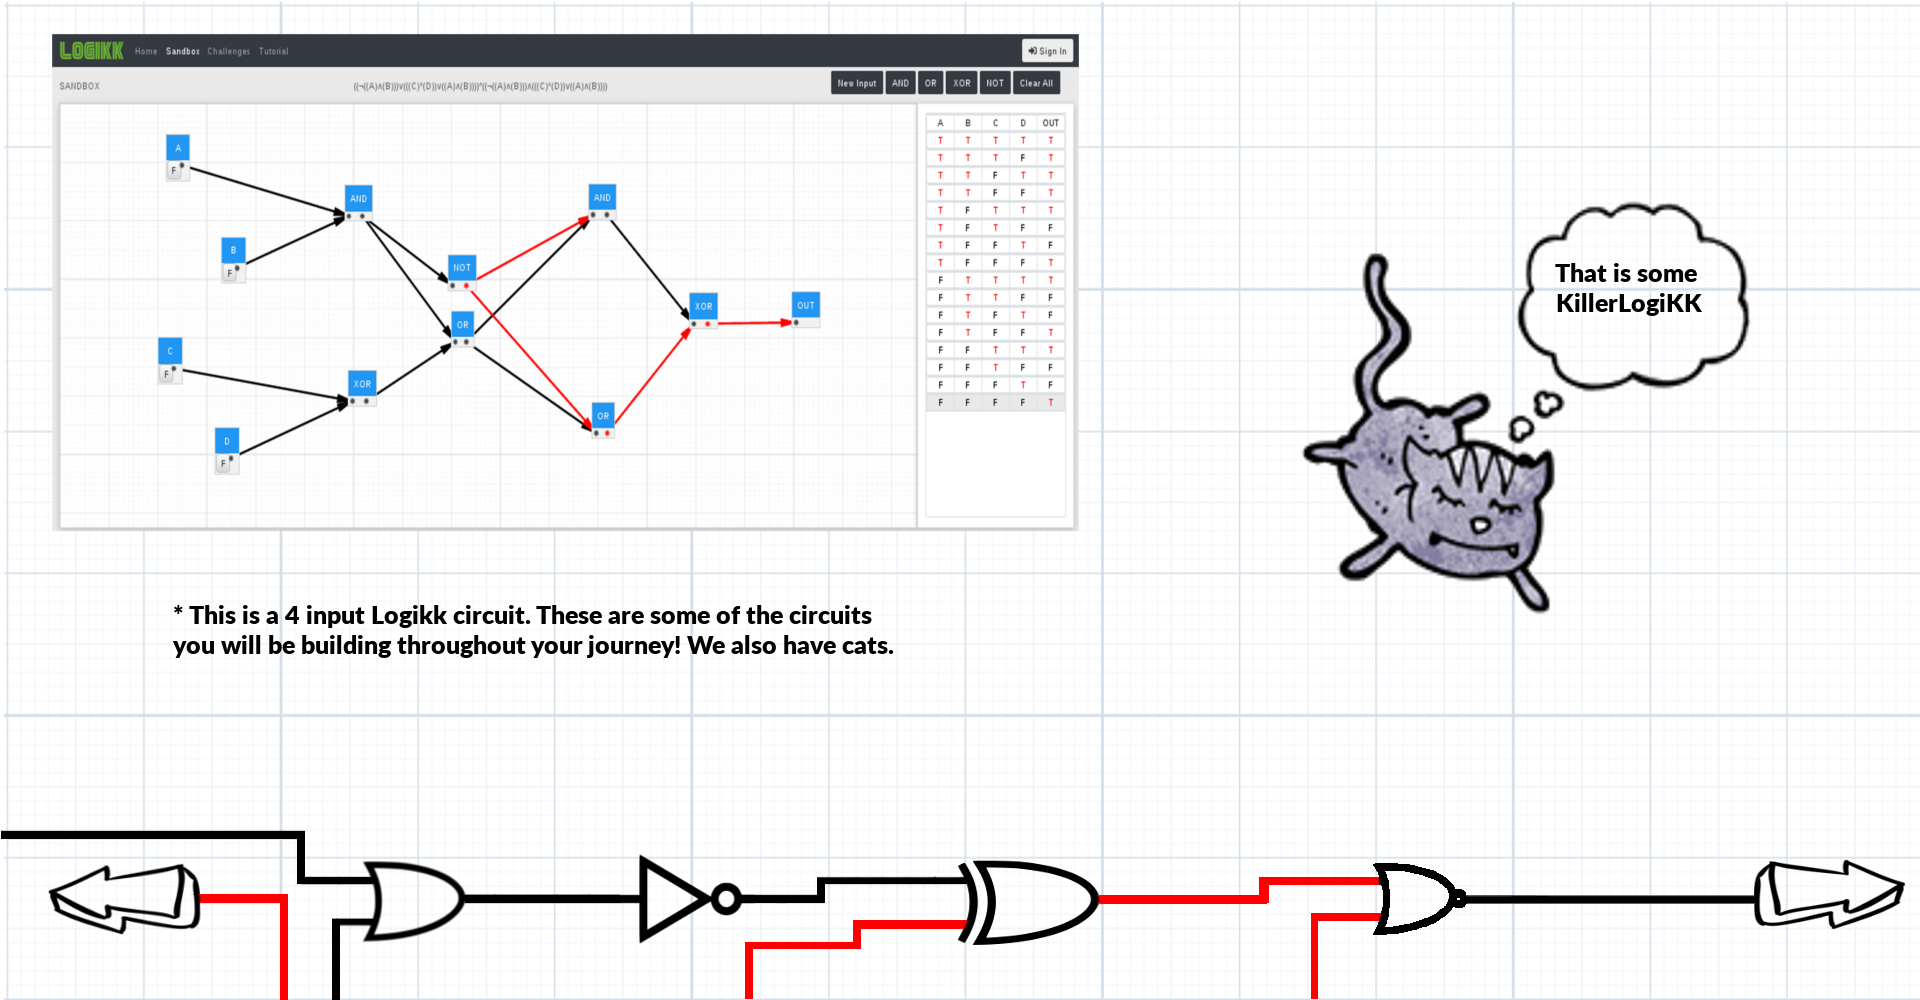 LOGIKK Home Sandbox Challenges Tutorial Sign In
SANDBOX New Input AND OR XOR NOT Clear All
A B C D OUT
T T T T T
T T T F T
T T F T T
T T F F T
T F T T T
T F T F F
T F F T F
T F F F T
F T T T T
F T T F F
F T F T F
F T F F T
F F T T T
F F T F F
F F F T F
F F F F T
A
F
AND
AND
B
F
NOT
OR
XOR
OUT
C
F
XOR
OR
D
F
That is some
KillerLogiKK
* This is a 4 input Logikk circuit. These are some of the circuits
you will be building throughout your journey! We also have cats.